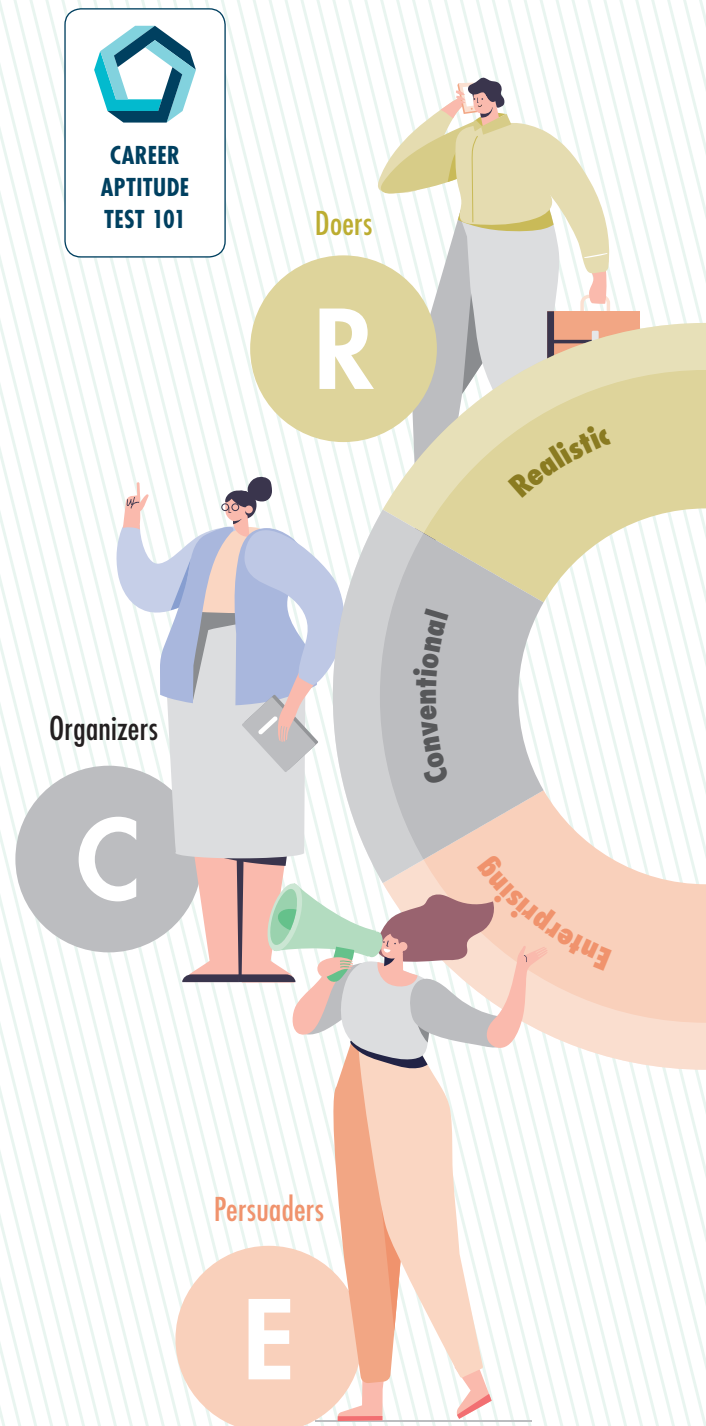 CAREER
APTITUDE
TEST 101
Doers
R
Realistic
Organizers
C
Conventional
Enterprising
Persuaders
E